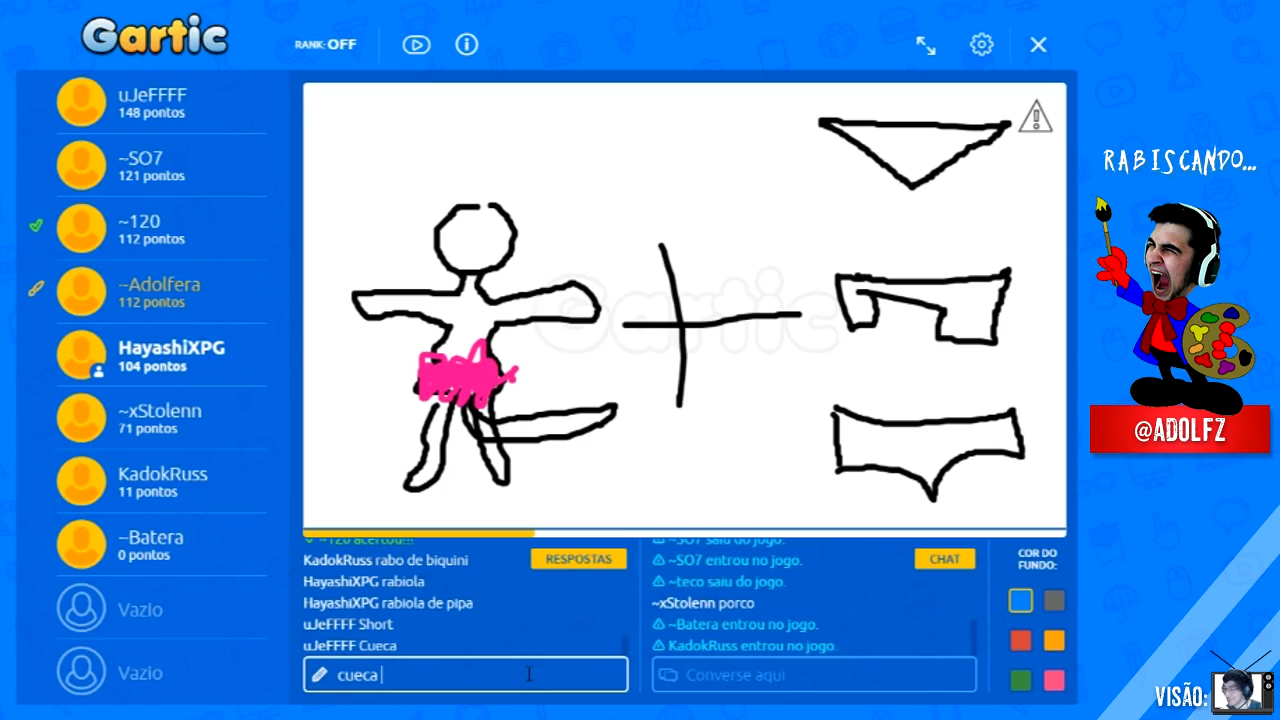 Gartic
RANK: OFF
uJeFFFF
148 pontos
~SO7
121 pontos
~120
112 pontos
~Adolfera
112 pontos
HayashiXPG
104 pontos
~xStolenn
71 pontos
KadokRuss
11 pontos
~Batera
0 pontos
Vazio
Vazio
Gartic
~120 acertou!!!
KadokRuss rabo de biquini
HayashiXPG rabiola
HayashiXPG rabiola de pipa
uJeFFFF Short
uJeFFFF Cueca
RESPOSTAS
cueca
~SO7 saiu do jogo.
~SO7 entrou no jogo.
~teco saiu do jogo.
~xStolenn porco
~Batera entrou no jogo.
KadokRuss entrou no jogo.
CHAT
Converse aqui
COR DO
FUNDO:
RABISCANDO...
@ADOLFZ
VISÃO: